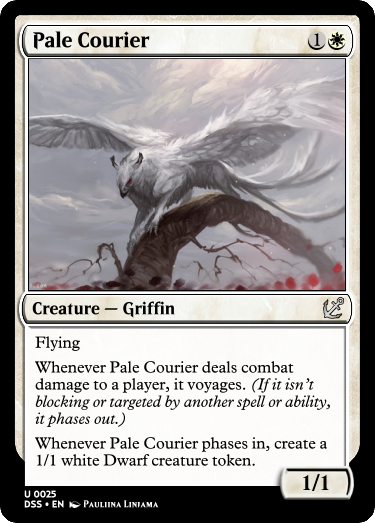 Pale Courier 1
Creature — Griffin
Flying
Whenever Pale Courier deals combat
damage to a player, it voyages. (If it isn't
blocking or targeted by another spell or ability,
it phases out.)
Whenever Pale Courier phases in, create a
1/1 white Dwarf creature token.
1/1
U 0025
DSS • EN Pauliina Linjama